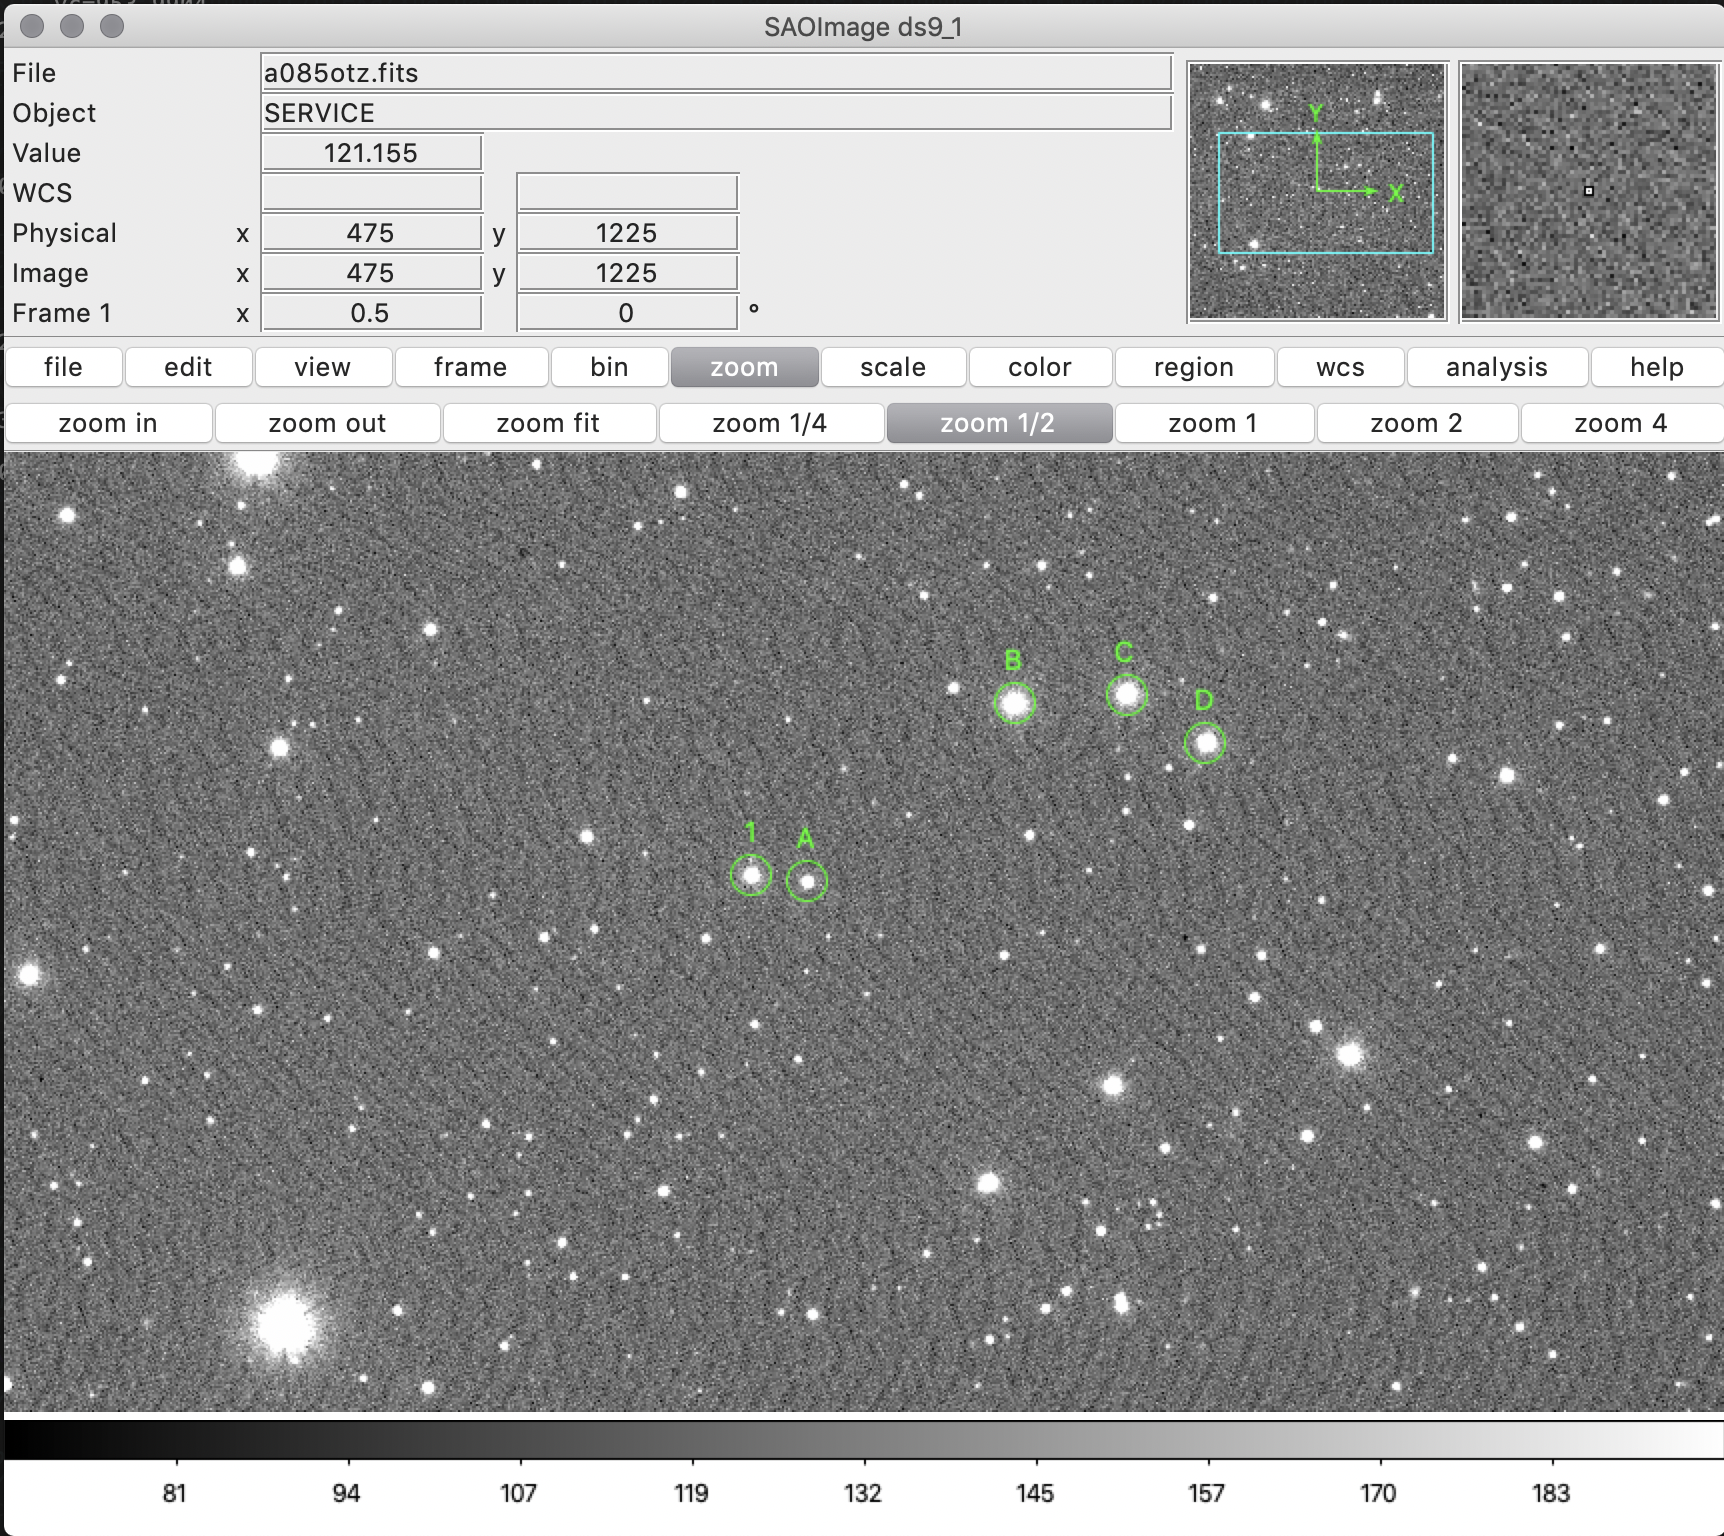 SAOImage ds9_1
File a085otz.fits
Object SERVICE
Value 121.155
WCS
Physical x 475 y 1225
Image x 475 y 1225
Frame 1 x 0.5 0 °
Y
X
file edit view frame bin zoom scale color region wcs analysis help
zoom in zoom out zoom fit zoom 1/4 zoom 1/2 zoom 1 zoom 2 zoom 4
B C
D
1 A
81 94 107 119 132 145 157 170 183